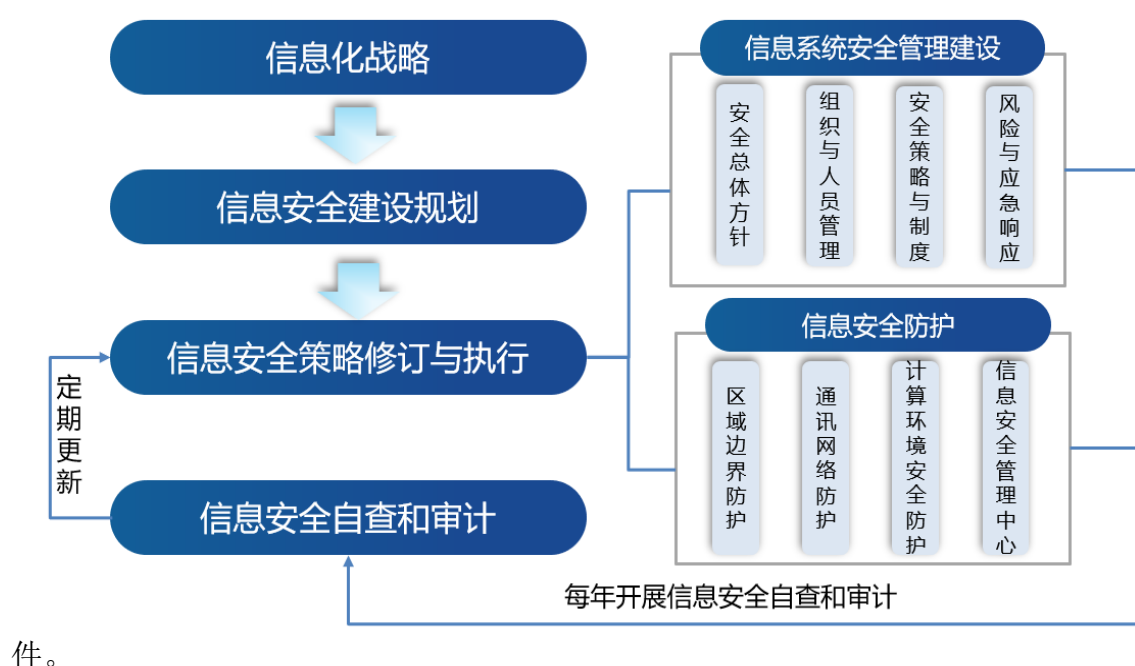 信息化战略
信息安全建设规划
信息安全策略修订与执行
定期更新
信息安全自查和审计
信息系统安全管理建设
安全总体方针
组织与人员管理
安全策略与制度
风险与应急响应
信息安全防护
区域边界防护
通讯网络防护
计算环境安全防护
信息安全管理中心
每年开展信息安全自查和审计
件。